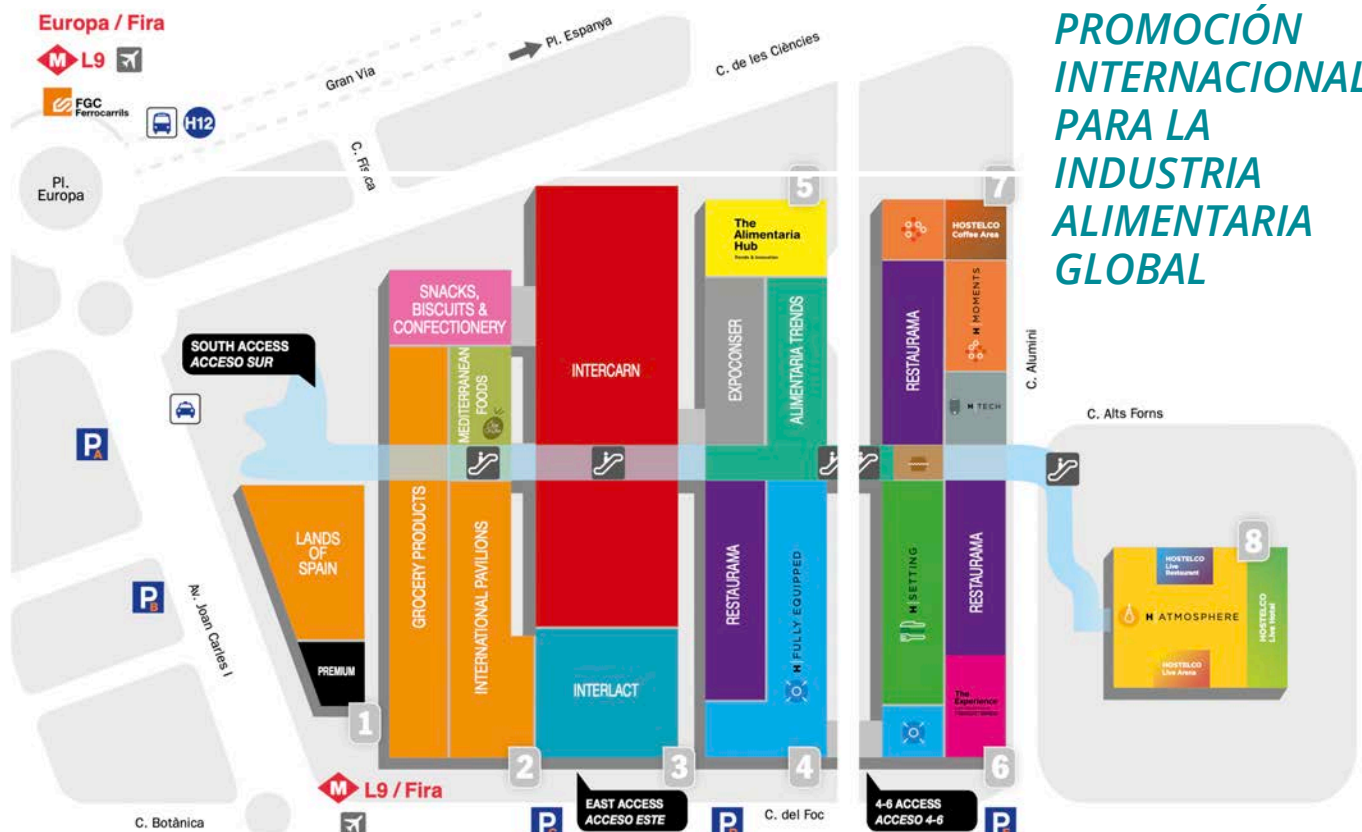 Europa / Fira
M L9
FGC
Ferrocarrils
H12
Pl.
Europa
Gran Via
Pl. Espanya
C. de les Ciències
C. Física
PROMOCIÓN
INTERNACIONAL
PARA LA
INDUSTRIA
ALIMENTARIA
GLOBAL
SOUTH ACCESS
ACCESO SUR
P A
P B
Av. Joan Carles I
LANDS
OF
SPAIN
PREMIUM
1
SNACKS,
BISCUITS &
CONFECTIONERY
GROCERY PRODUCTS
MEDITERRANEAN
FOODS
INTERNATIONAL PAVILIONS
2
INTERCARN
INTERLACT
3
5
The
Alimentaria
Hub
Trends & Innovation
EXPOCONSER
ALIMENTARIA TRENDS
RESTAURAMA
H FULLY EQUIPPED
4
7
HOSTELCO
Coffee Area
RESTAURAMA
H MOMENTS
H TECH
H SETTING
RESTAURAMA
The
Experience
6
C. Alumini
C. Alts Forns
8
HOSTELCO
Live
Restaurant
H ATMOSPHERE
HOSTELCO
Live Hotel
HOSTELCO
Live Arena
M L9 / Fira
C. Botànica
EAST ACCESS
ACCESO ESTE
C. del Foc
4-6 ACCESS
ACCESO 4-6
P
P
P